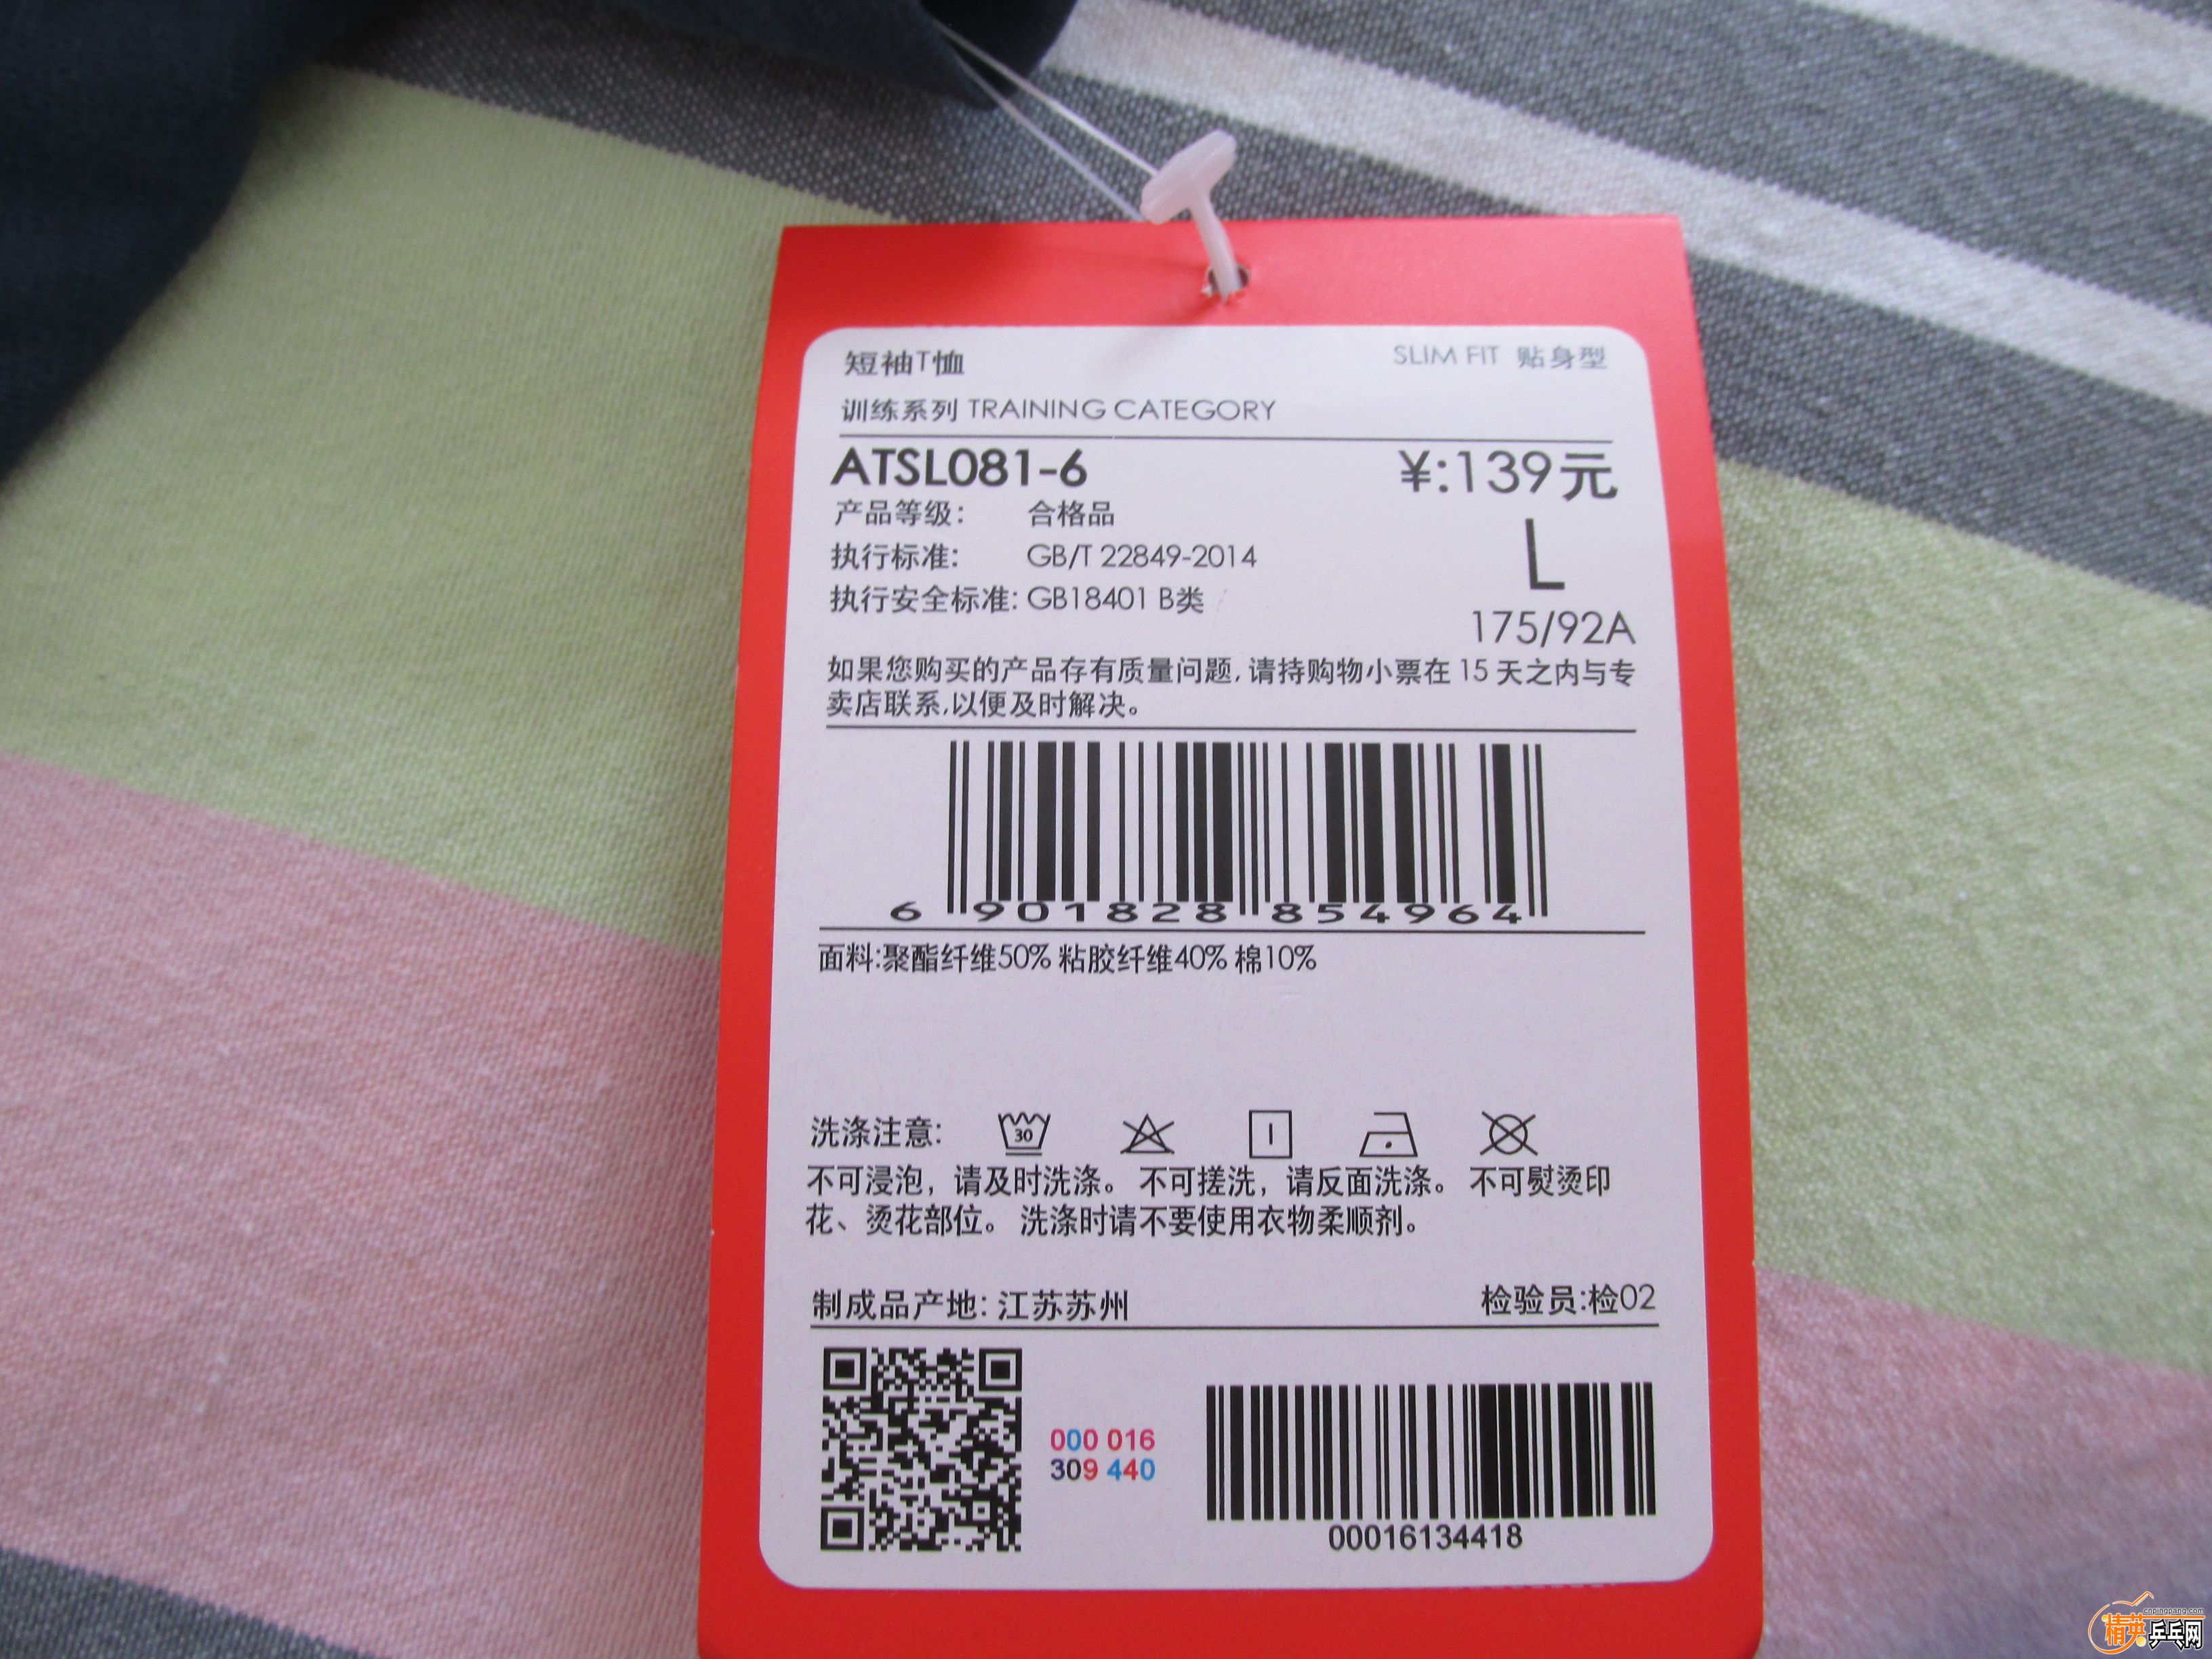 短袖T恤 SLIM FIT 贴身型
训练系列 TRAINING CATEGORY
ATSL081-6 ¥:139元
产品等级: 合格品
L
执行标准: GB/T 22849-2014
执行安全标准: GB18401 B类
175/92A
如果您购买的产品存有质量问题,请持购物小票在 15 天之内与专
卖店联系,以便及时解决。
6 901828 854964
面料:聚酯纤维50% 粘胶纤维40% 棉10%
洗涤注意: 30
不可浸泡，请及时洗涤。 不可搓洗，请反面洗涤。 不可熨烫印
花、烫花部位。 洗涤时请不要使用衣物柔顺剂。
制成品产地: 江苏苏州 检验员:检02
000 016
309 440
00016134418
cnpingpang.com
精英乒乓网